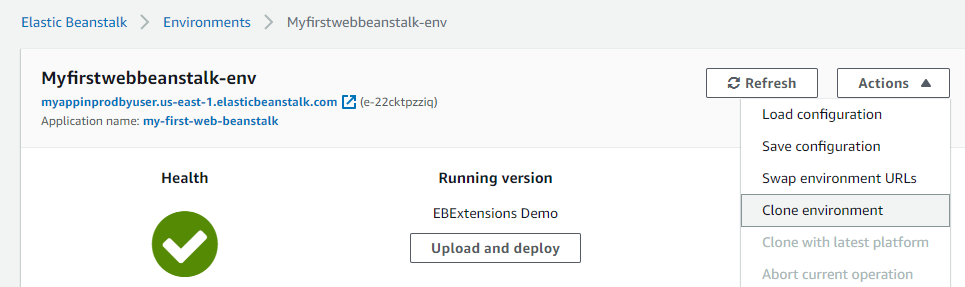 Elastic Beanstalk > Environments > Myfirstwebbeanstalk-env
Myfirstwebbeanstalk-env
Refresh
Actions
myappinprodbyuser.us-east-1.elasticbeanstalk.com (e-22cktpzziq)
Application name: my-first-web-beanstalk
Load configuration
Save configuration
Swap environment URLs
Clone environment
Clone with latest platform
Abort current operation
Health
Running version
EBExtensions Demo
Upload and deploy